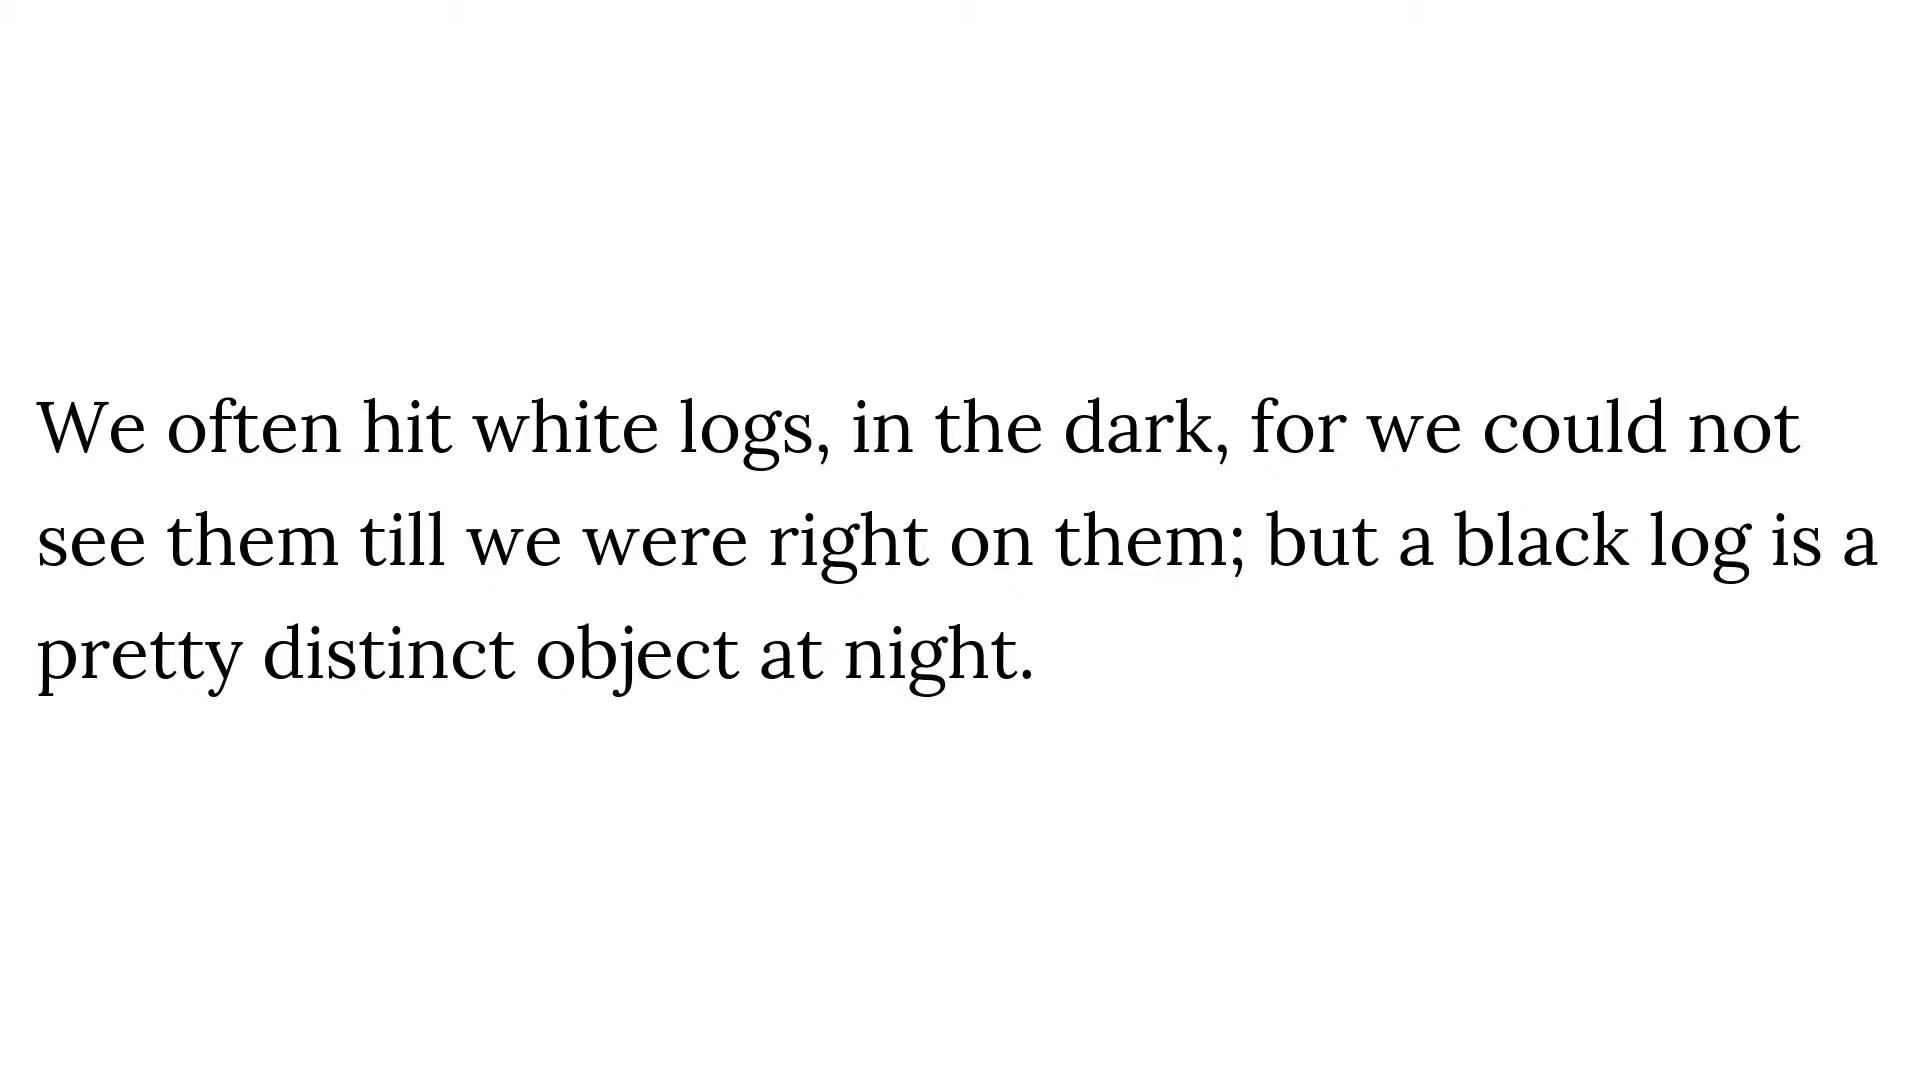 We often hit white logs, in the dark, for we could not
see them till we were right on them; but a black log is a
pretty distinct object at night.